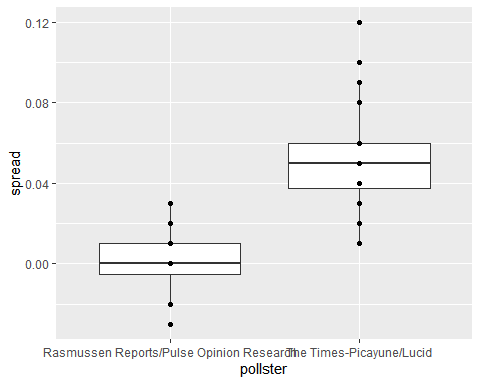 0.12
0.08
0.04
0.00
spread
Rasmussen Reports/Pulse Opinion Research
The Times-Picayune/Lucid
pollster